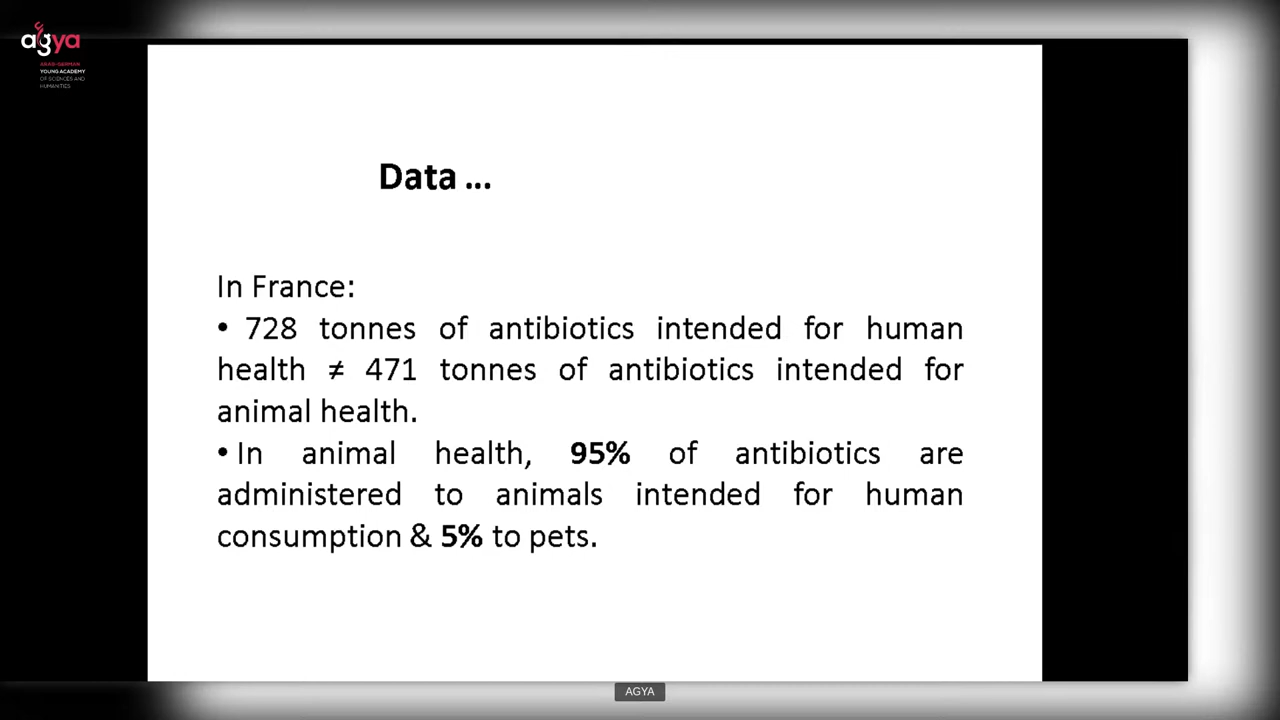 agya
ARAB-GERMAN
YOUNG ACADEMY
OF SCIENCES AND
HUMANITIES
Data ...
In France:
• 728 tonnes of antibiotics intended for human
health ≠ 471 tonnes of antibiotics intended for
animal health.
• In animal health, 95% of antibiotics are
administered to animals intended for human
consumption & 5% to pets.
AGYA